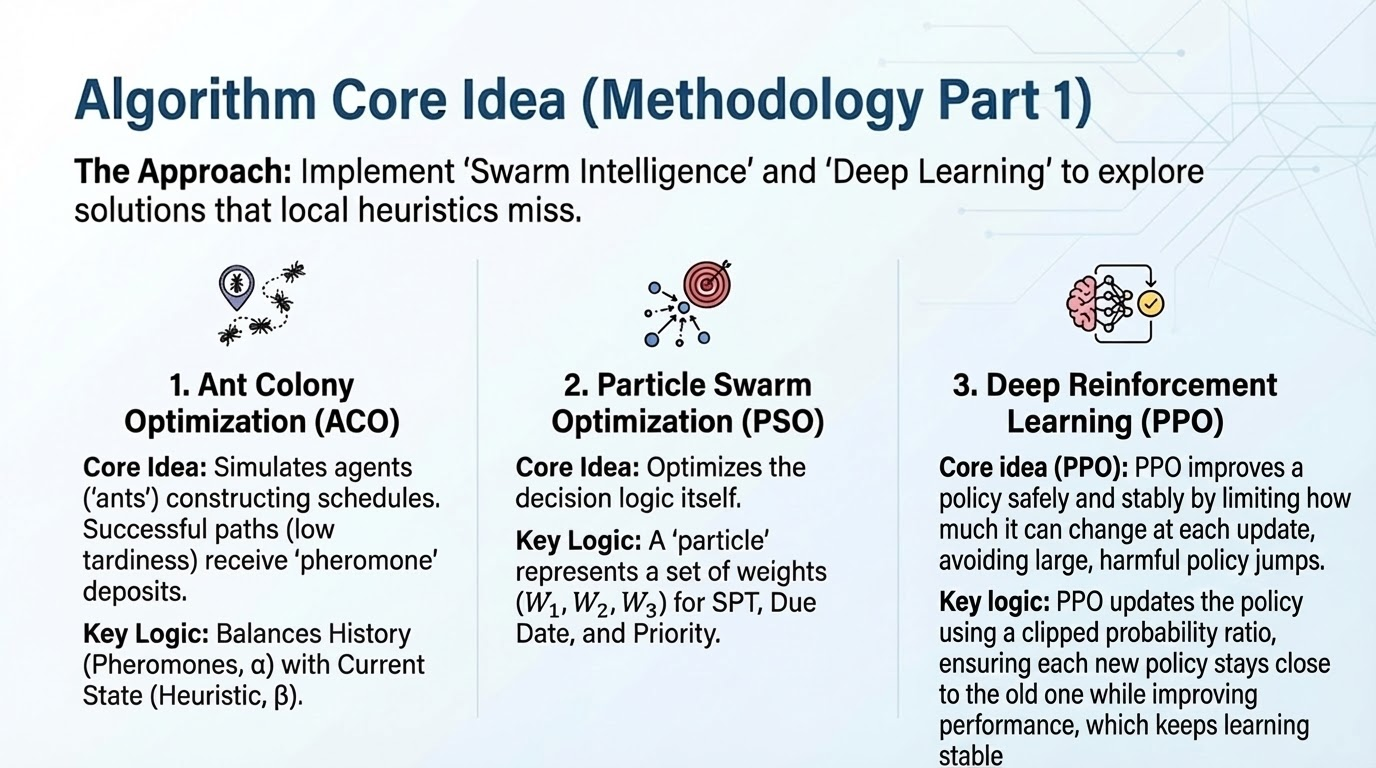 Algorithm Core Idea (Methodology Part 1)
The Approach: Implement ‘Swarm Intelligence’ and ‘Deep Learning’ to explore
solutions that local heuristics miss.
1. Ant Colony
Optimization (ACO)
Core Idea: Simulates agents
(‘ants’) constructing schedules.
Successful paths (low
tardiness) receive ‘pheromone’
deposits.
Key Logic: Balances History
(Pheromones, α) with Current
State (Heuristic, β).
2. Particle Swarm
Optimization (PSO)
Core Idea: Optimizes the
decision logic itself.
Key Logic: A ‘particle’
represents a set of weights
(W₁, W₂, W₃) for SPT, Due
Date, and Priority.
3. Deep Reinforcement
Learning (PPO)
Core idea (PPO): PPO improves a
policy safely and stably by limiting how
much it can change at each update,
avoiding large, harmful policy jumps.
Key logic: PPO updates the policy
using a clipped probability ratio,
ensuring each new policy stays close
to the old one while improving
performance, which keeps learning
stable